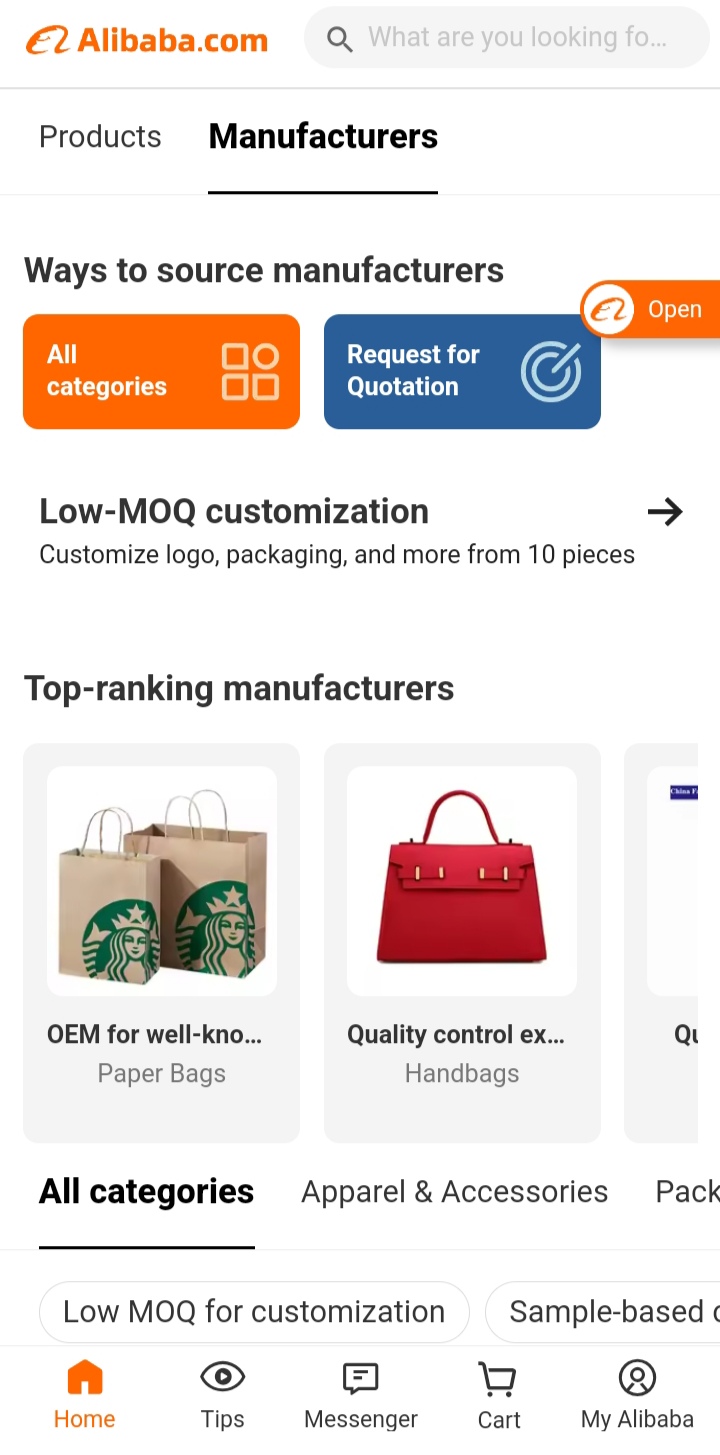 Alibaba.com
What are you looking fo...
Products
Manufacturers
Ways to source manufacturers
Open
All
categories
Request for
Quotation
Low-MOQ customization
Customize logo, packaging, and more from 10 pieces
Top-ranking manufacturers
China F
OEM for well-kno...
Paper Bags
Quality control ex...
Handbags
Qu
All categories
Apparel & Accessories
Pack
Low MOQ for customization
Sample-based c
Home
Tips
Messenger
Cart
My Alibaba